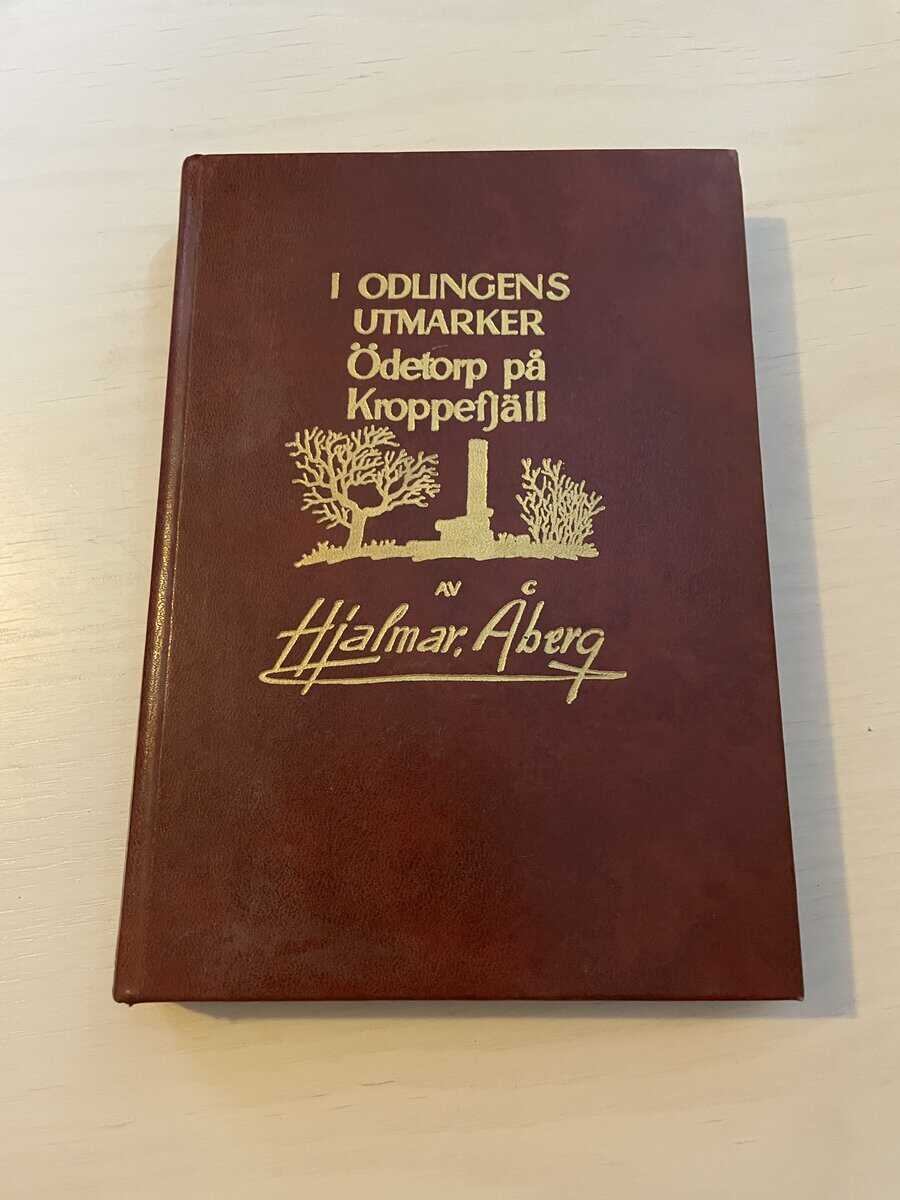 I ODLINGENS
UTMARKER
Ödetorp på
Kroppefjäll
AV
Hjalmar. Åberg